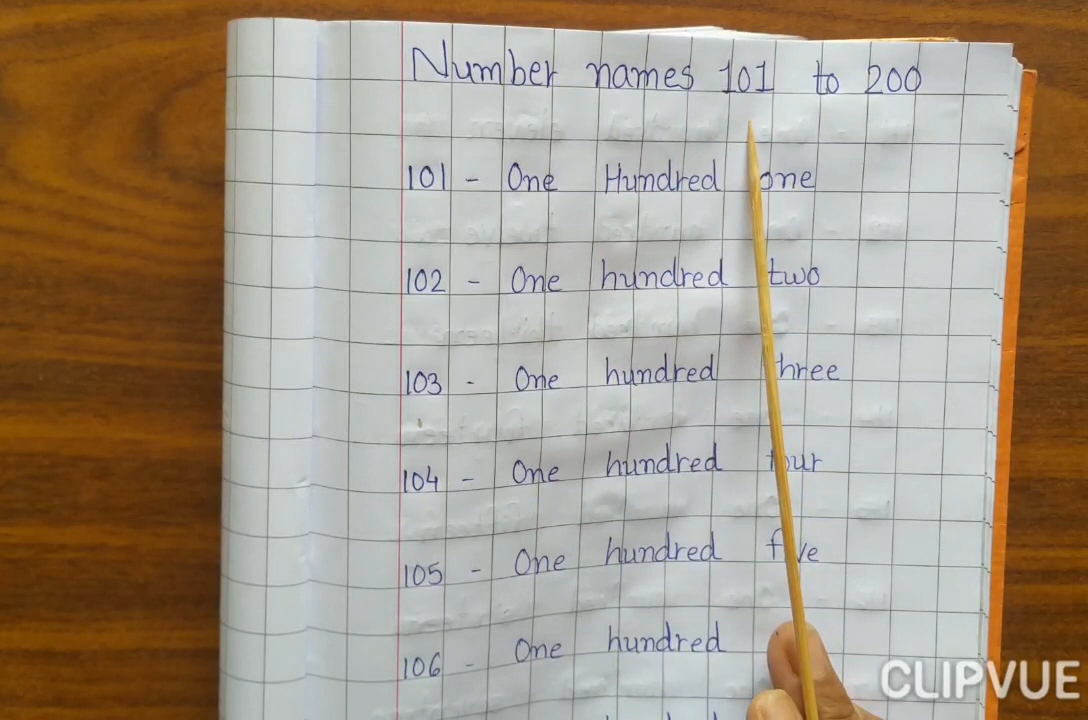 Number names 101 to 200
101 - One Hundred one
102 - One hundred two
103 - One hundred three
104 - One hundred four
105 - One hundred five
106 - One hundred
CLIPVUE